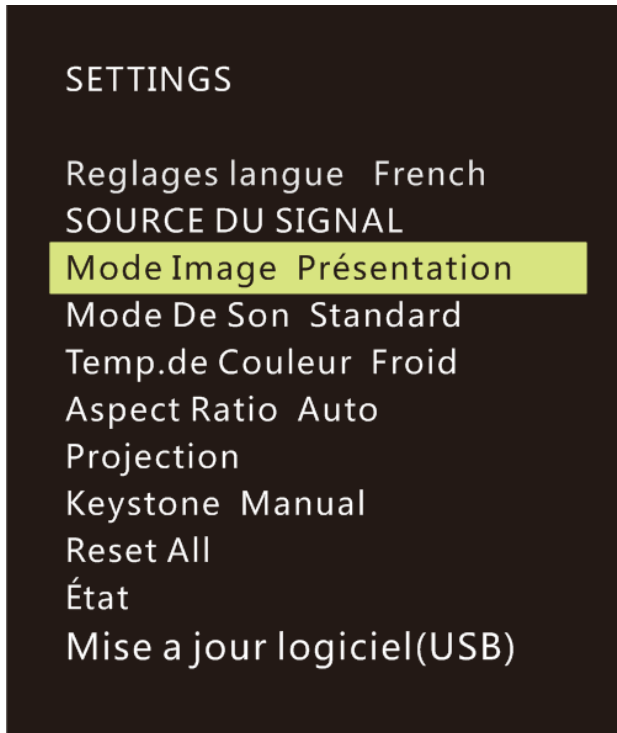 SETTINGS
Reglages langue French
SOURCE DU SIGNAL
Mode Image Présentation
Mode De Son Standard
Temp.de Couleur Froid
Aspect Ratio Auto
Projection
Keystone Manual
Reset All
État
Mise a jour logiciel(USB)